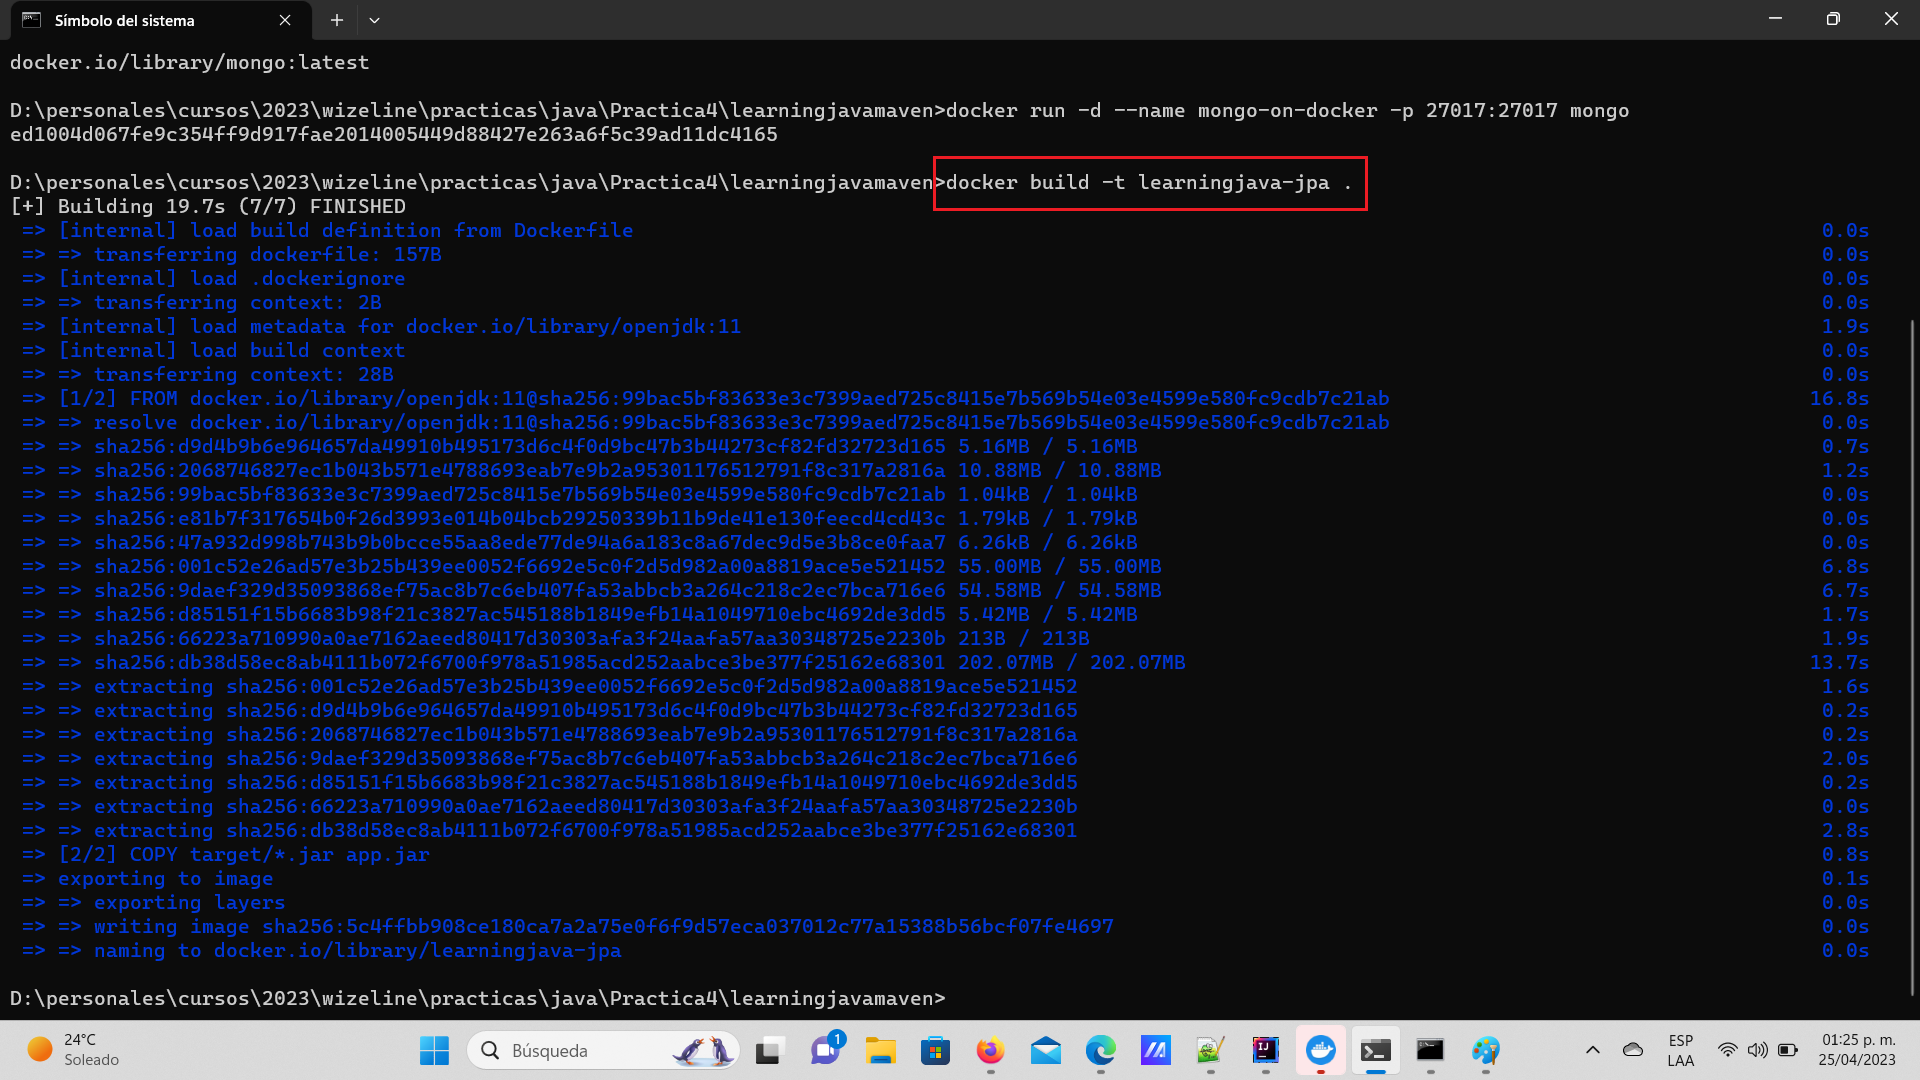 Símbolo del sistema
docker.io/library/mongo:latest
D:\personales\cursos\2023\wizeline\practicas\java\Practica4\learningjavamaven>docker run -d --name mongo-on-docker -p 27017:27017 mongo
ed1004d067fe9c354ff9d917fae2014005449d88427e263a6f5c39ad11dc4165
D:\personales\cursos\2023\wizeline\practicas\java\Practica4\learningjavamaven>docker build -t learningjava-jpa .
[+] Building 19.7s (7/7) FINISHED
=> [internal] load build definition from Dockerfile 0.0s
=> => transferring dockerfile: 157B 0.0s
=> [internal] load .dockerignore 0.0s
=> => transferring context: 2B 0.0s
=> [internal] load metadata for docker.io/library/openjdk:11 1.9s
=> [internal] load build context 0.0s
=> => transferring context: 28B 0.0s
=> [1/2] FROM docker.io/library/openjdk:11@sha256:99bac5bf83633e3c7399aed725c8415e7b569b54e03e4599e580fc9cdb7c21ab 16.8s
=> => resolve docker.io/library/openjdk:11@sha256:99bac5bf83633e3c7399aed725c8415e7b569b54e03e4599e580fc9cdb7c21ab 0.0s
=> => sha256:d9d4b9b6e964657da49910b495173d6c4f0d9bc47b3b44273cf82fd32723d165 5.16MB / 5.16MB 0.7s
=> => sha256:2068746827ec1b043b571e4788693eab7e9b2a95301176512791f8c317a2816a 10.88MB / 10.88MB 1.2s
=> => sha256:99bac5bf83633e3c7399aed725c8415e7b569b54e03e4599e580fc9cdb7c21ab 1.04kB / 1.04kB 0.0s
=> => sha256:e81b7f317654b0f26d3993e014b04bcb29250339b11b9de41e130feecd4cd43c 1.79kB / 1.79kB 0.0s
=> => sha256:47a932d998b743b9b0bcce55aa8ede77de94a6a183c8a67dec9d5e3b8ce0faa7 6.26kB / 6.26kB 0.0s
=> => sha256:001c52e26ad57e3b25b439ee0052f6692e5c0f2d5d982a00a8819ace5e521452 55.00MB / 55.00MB 6.8s
=> => sha256:9daef329d35093868ef75ac8b7c6eb407fa53abbcb3a264c218c2ec7bca716e6 54.58MB / 54.58MB 6.7s
=> => sha256:d85151f15b6683b98f21c3827ac545188b1849efb14a1049710ebc4692de3dd5 5.42MB / 5.42MB 1.7s
=> => sha256:66223a710990a0ae7162aeed80417d30303afa3f24aafa57aa30348725e2230b 213B / 213B 1.9s
=> => sha256:db38d58ec8ab4111b072f6700f978a51985acd252aabce3be377f25162e68301 202.07MB / 202.07MB 13.7s
=> => extracting sha256:001c52e26ad57e3b25b439ee0052f6692e5c0f2d5d982a00a8819ace5e521452 1.6s
=> => extracting sha256:d9d4b9b6e964657da49910b495173d6c4f0d9bc47b3b44273cf82fd32723d165 0.2s
=> => extracting sha256:2068746827ec1b043b571e4788693eab7e9b2a95301176512791f8c317a2816a 0.2s
=> => extracting sha256:9daef329d35093868ef75ac8b7c6eb407fa53abbcb3a264c218c2ec7bca716e6 2.0s
=> => extracting sha256:d85151f15b6683b98f21c3827ac545188b1849efb14a1049710ebc4692de3dd5 0.2s
=> => extracting sha256:66223a710990a0ae7162aeed80417d30303afa3f24aafa57aa30348725e2230b 0.0s
=> => extracting sha256:db38d58ec8ab4111b072f6700f978a51985acd252aabce3be377f25162e68301 2.8s
=> [2/2] COPY target/*.jar app.jar 0.8s
=> exporting to image 0.1s
=> => exporting layers 0.0s
=> => writing image sha256:5c4ffbb908ce180ca7a2a75e0f6f9d57eca037012c77a15388b56bcf07fe4697 0.0s
=> => naming to docker.io/library/learningjava-jpa 0.0s
D:\personales\cursos\2023\wizeline\practicas\java\Practica4\learningjavamaven>
24°C
Soleado
Búsqueda
1
IJ
ESP
LAA
01:25 p. m.
25/04/2023